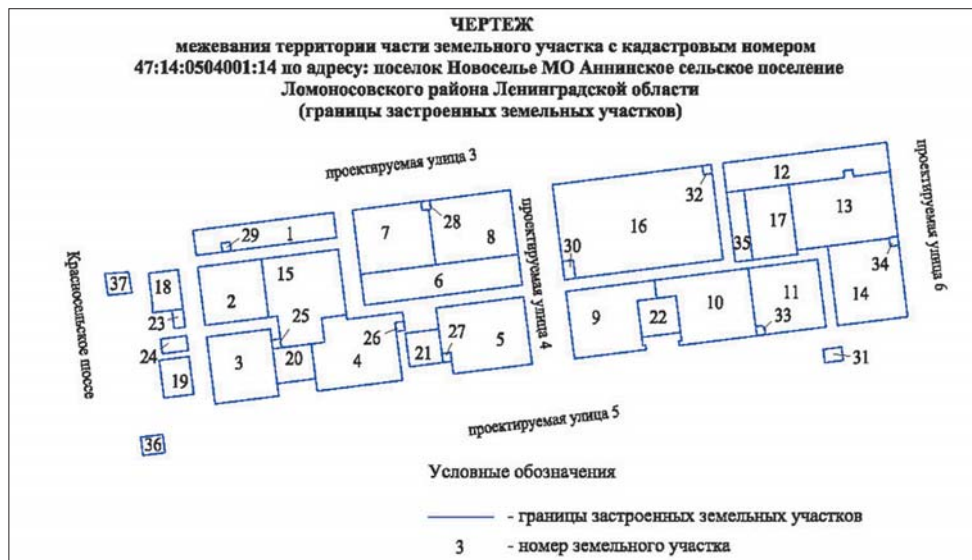 ЧЕРТЕЖ
межевания территории части земельного участка с кадастровым номером
47:14:0504001:14 по адресу: поселок Новоселье МО Аннинское сельское поселение
Ломоносовского района Ленинградской области
(границы застроенных земельных участков)
проектируемая улица 3
проектируемая улица 6
12
32
28
16
17
13
7
8
29
1
проектируемая улица 4
30
35
34
Красносельское шоссе
37
18
15
6
2
23
25
26
27
9
22
10
11
33
14
24
3
20
4
21
5
19
31
проектируемая улица 5
36
Условные обозначения
- границы застроенных земельных участков
3 - номер земельного участка